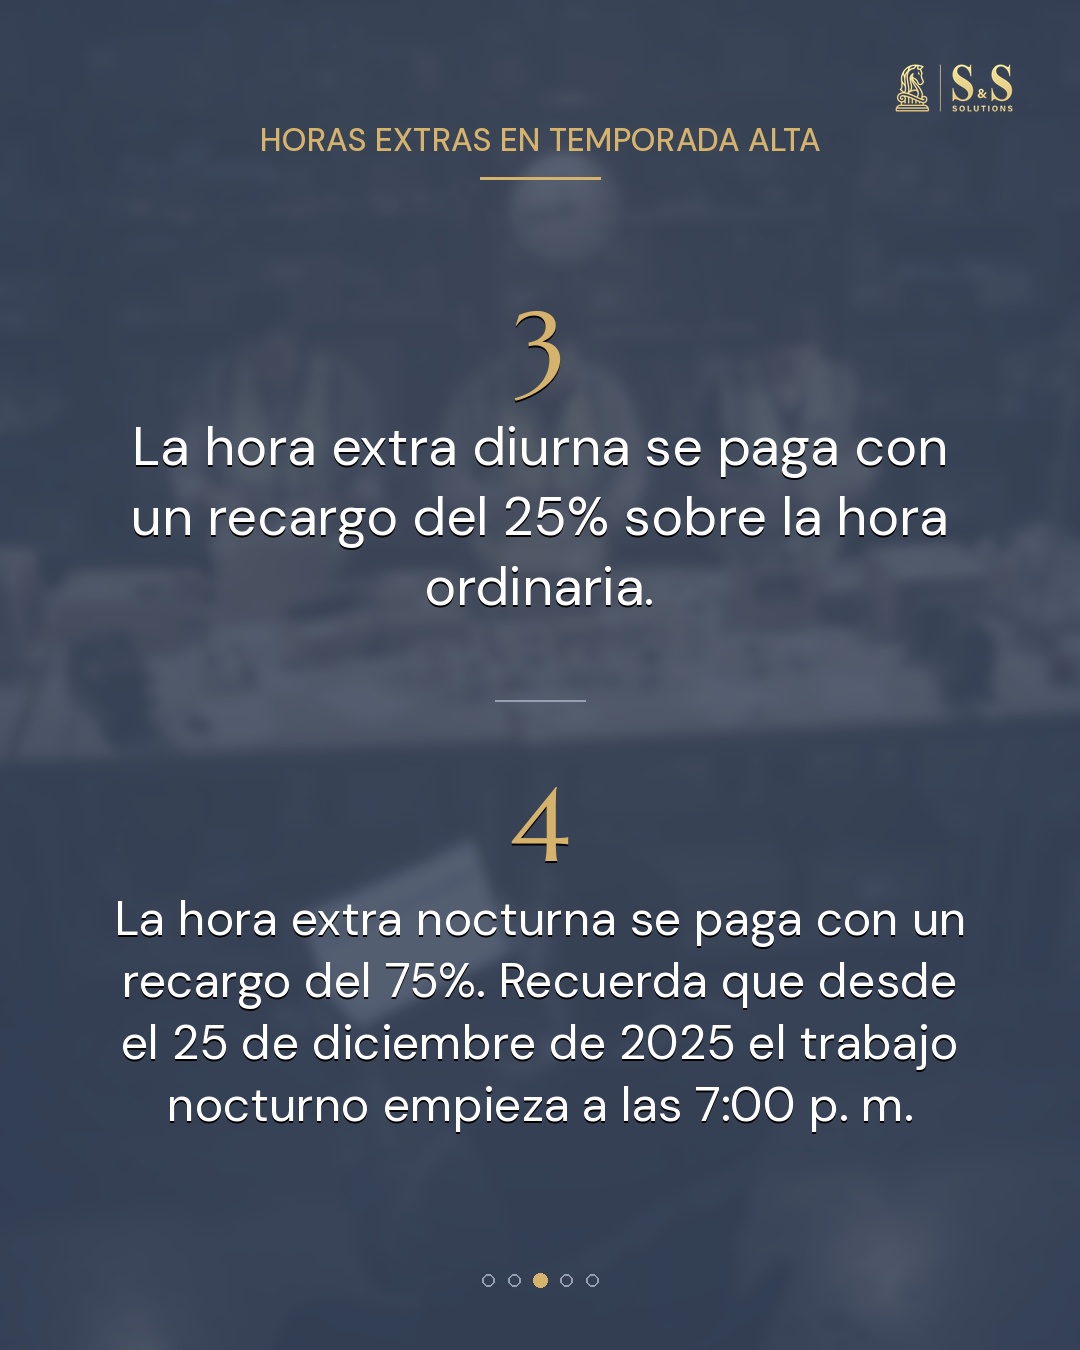 S&S
SOLUTIONS
HORAS EXTRAS EN TEMPORADA ALTA
3
La hora extra diurna se paga con
un recargo del 25% sobre la hora
ordinaria.
4
La hora extra nocturna se paga con un
recargo del 75%. Recuerda que desde
el 25 de diciembre de 2025 el trabajo
nocturno empieza a las 7:00 p. m.